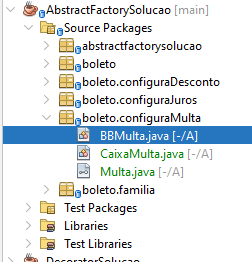 AbstractFactorySolucao [main]
Source Packages
abstractfactorysolucao
boleto
boleto.configuraDesconto
boleto.configuraJuros
boleto.configuraMulta
BBMulta.java [-/A]
CaixaMulta.java [-/A]
Multa.java [-/A]
boleto.familia
Test Packages
Libraries
Test Libraries
DecoratorSolucao